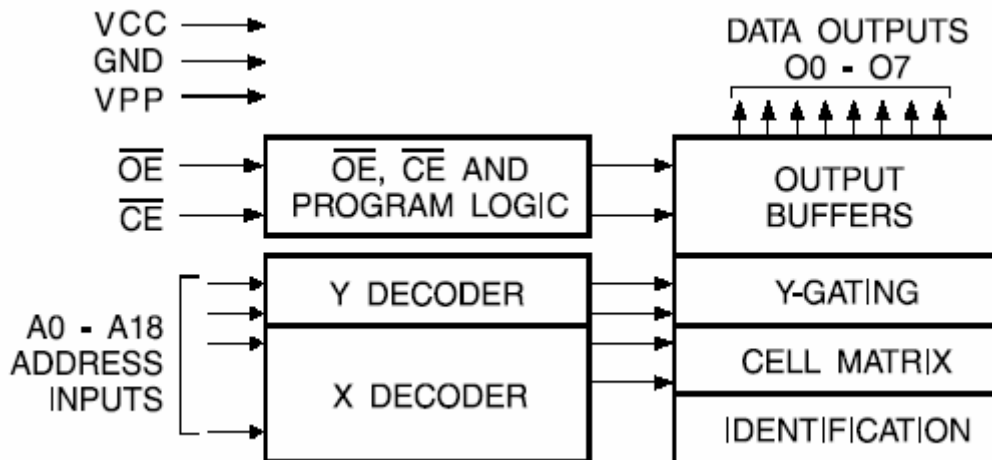 VCC
GND
VPP
OE
CE
A0 - A18
ADDRESS
INPUTS
OE, CE AND
PROGRAM LOGIC
Y DECODER
X DECODER
DATA OUTPUTS
O0 - O7
OUTPUT
BUFFERS
Y-GATING
CELL MATRIX
IDENTIFICATION